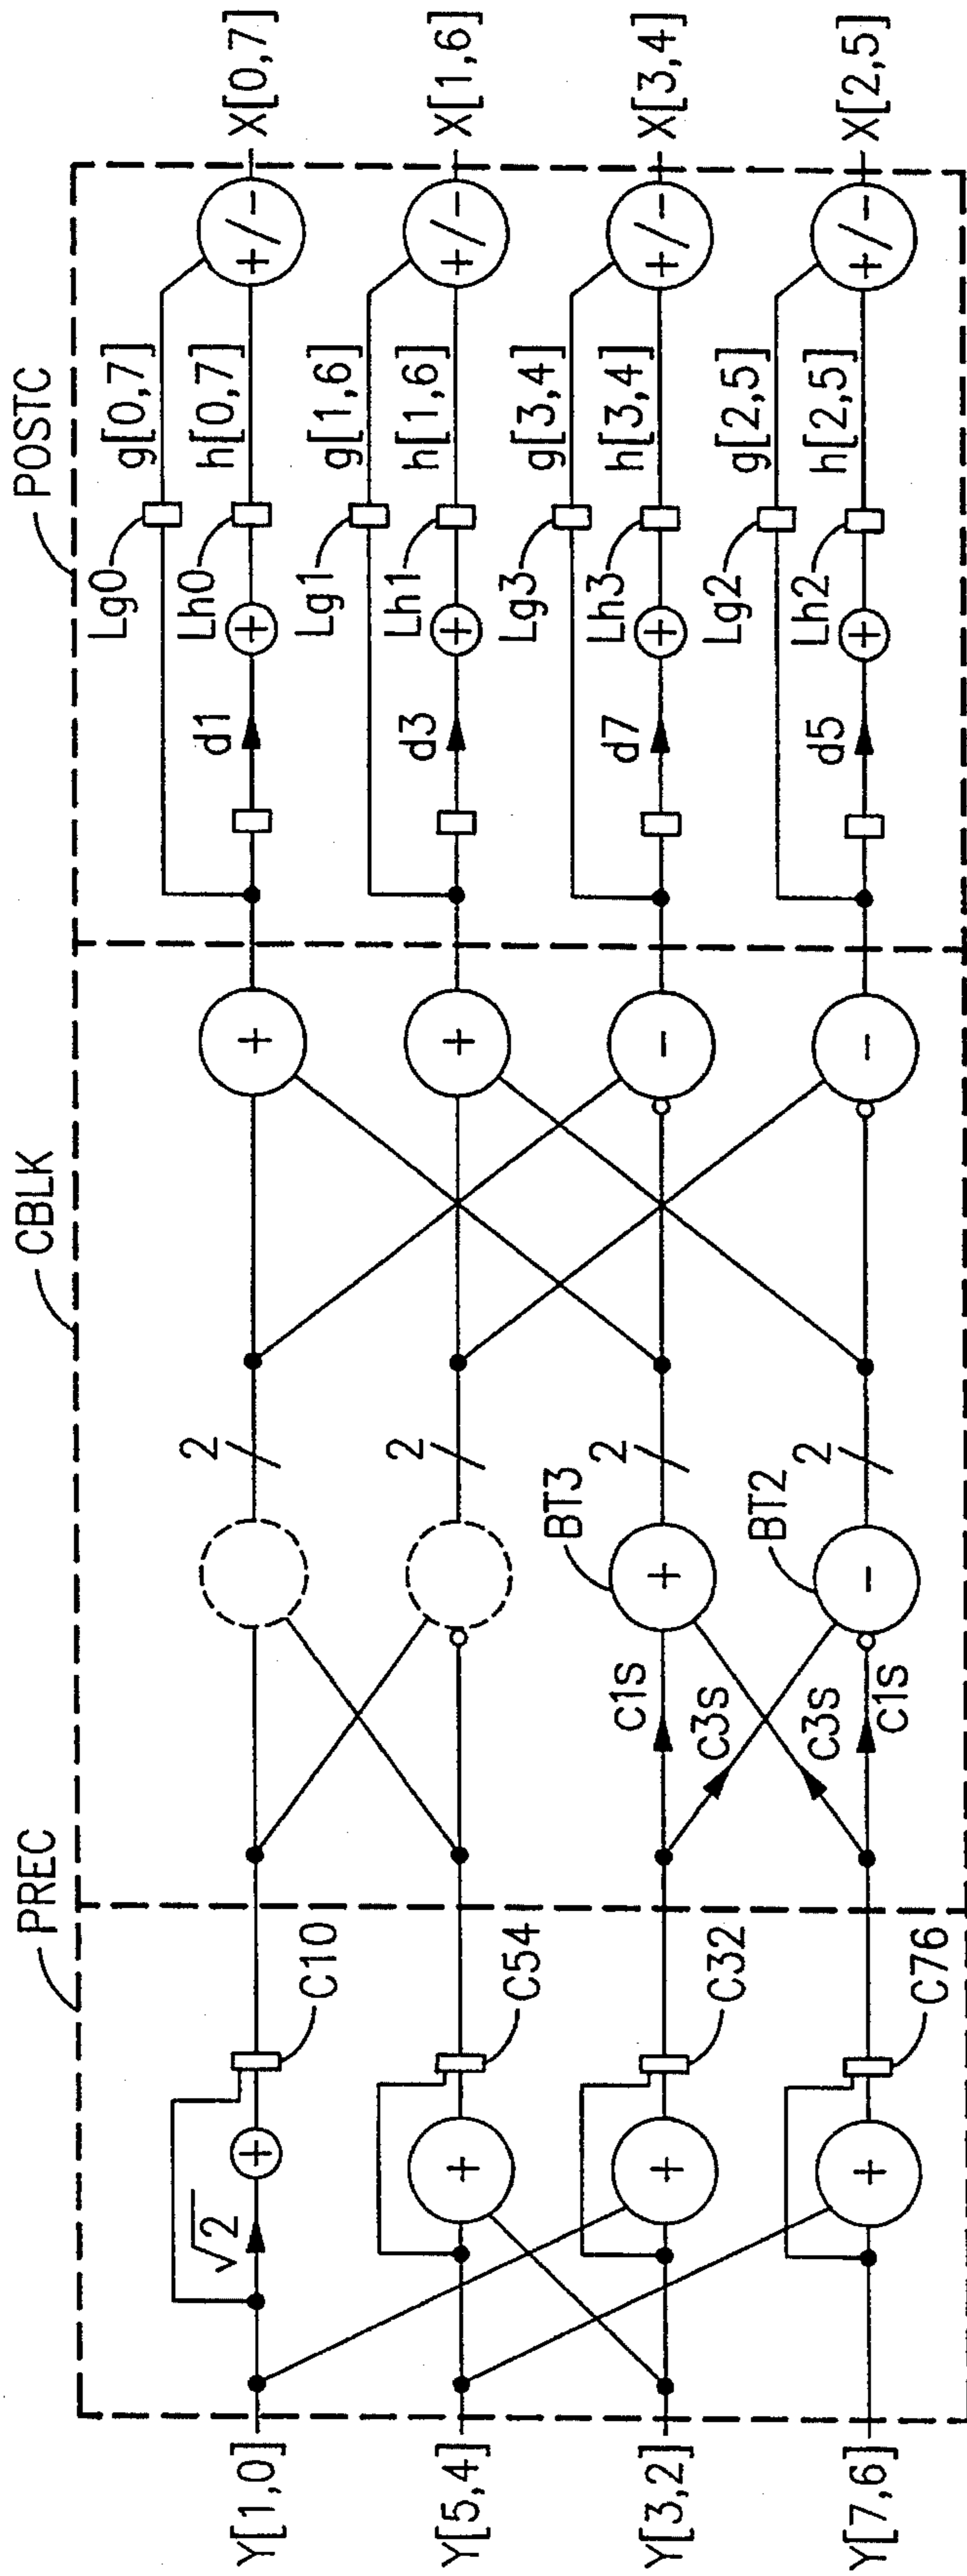 PREC
CBLK
POSTC
Y[1,0]
√2
C10
2
+
d1
Lg0
Lh0
g[0,7]
h[0,7]
+/-
X[0,7]
Y[5,4]
+
C54
2
+
d3
Lg1
Lh1
g[1,6]
h[1,6]
+/-
X[1,6]
Y[3,2]
+
C32
C1S
C3S
BT3
+
2
-
d7
Lg3
Lh3
g[3,4]
h[3,4]
+/-
X[3,4]
Y[7,6]
+
C76
C3S
C1S
BT2
-
2
-
d5
Lg2
Lh2
g[2,5]
h[2,5]
+/-
X[2,5]